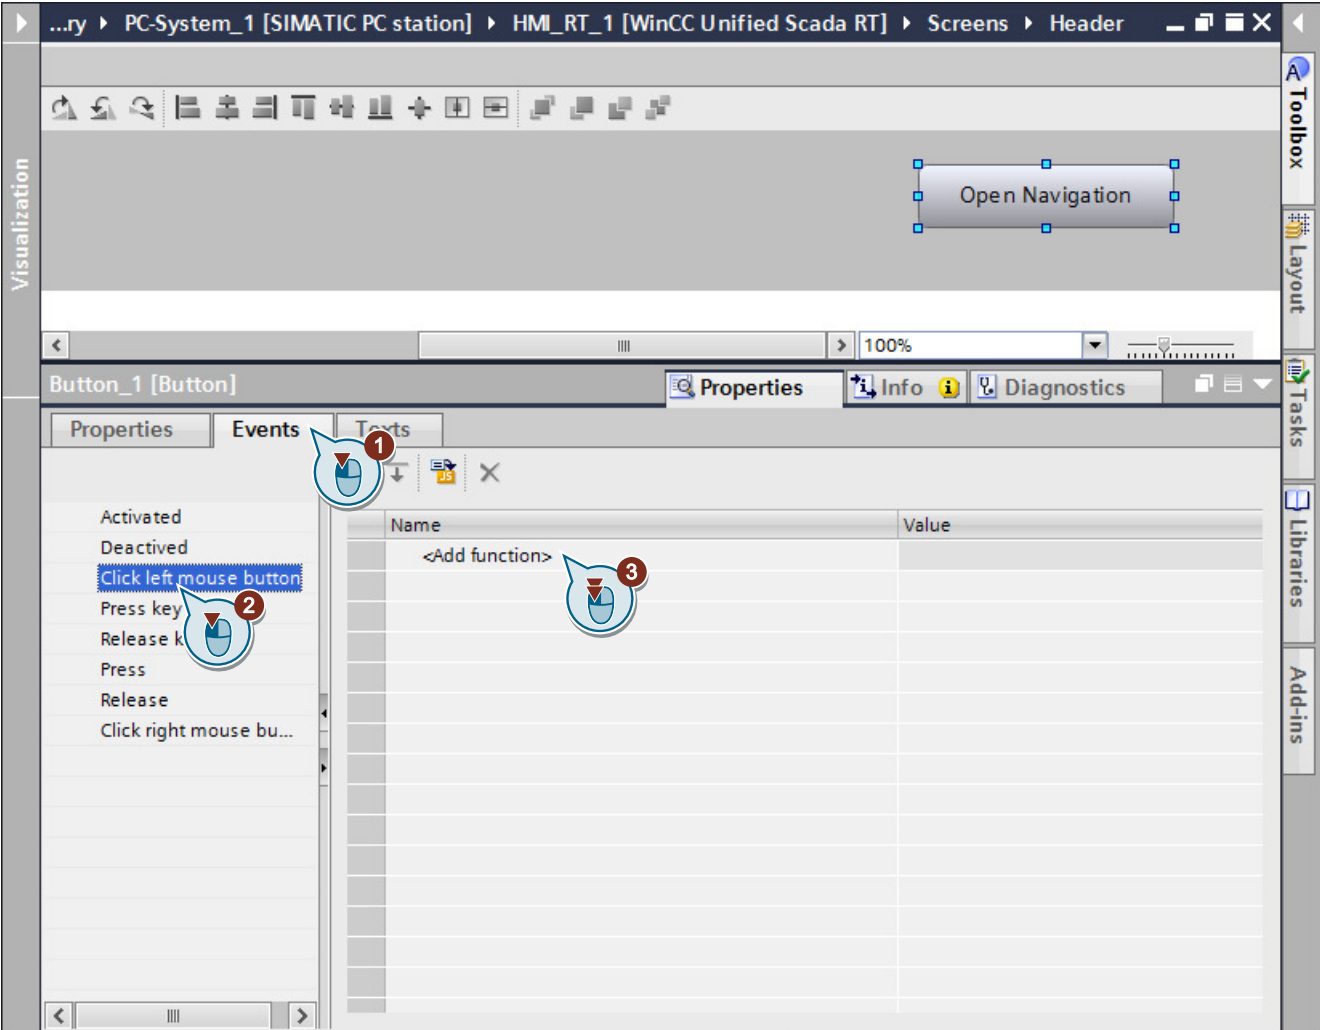 ...ry ▸ PC-System_1 [SIMATIC PC station] ▸ HMI_RT_1 [WinCC Unified Scada RT] ▸ Screens ▸ Header
Visualization
Open Navigation
100%
Button_1 [Button]
Properties
Info
Diagnostics
Properties
Events
Texts
1
JS
Activated
Deactived
Click left mouse button
Press key
2
Release k
Press
Release
Click right mouse bu...
Name
Value
<Add function>
3
Toolbox
Layout
Tasks
Libraries
Add-ins